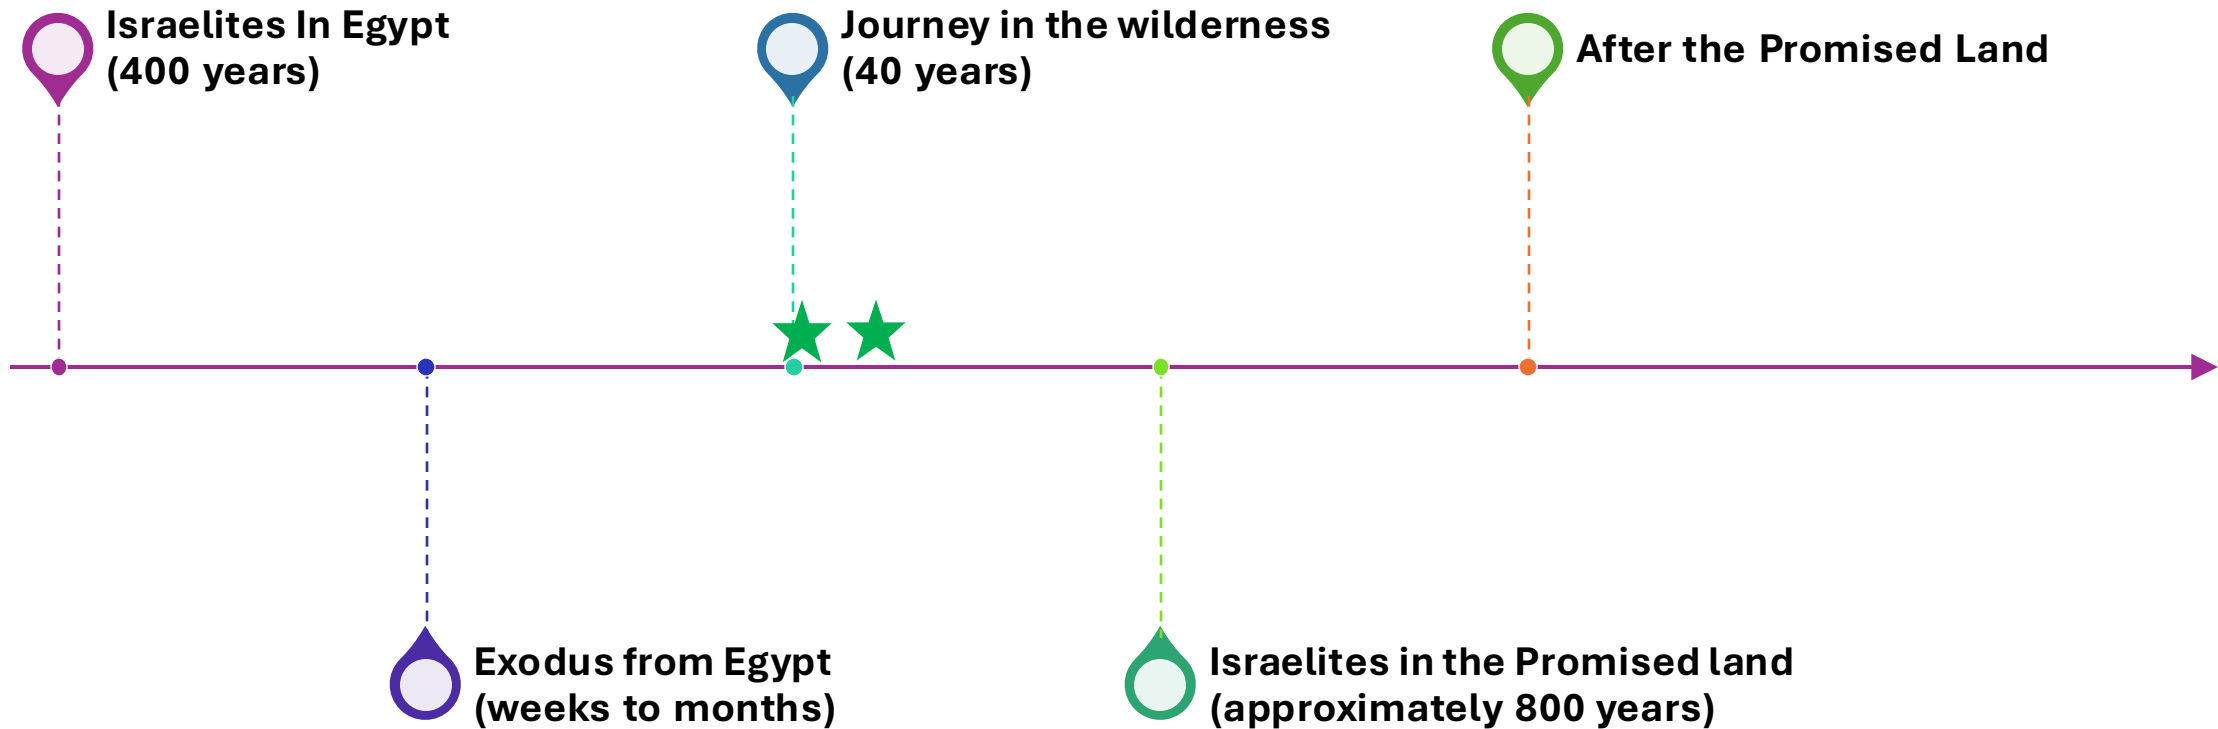 Israelites In Egypt
(400 years)
Journey in the wilderness
(40 years)
After the Promised Land
Exodus from Egypt
(weeks to months)
Israelites in the Promised land
(approximately 800 years)